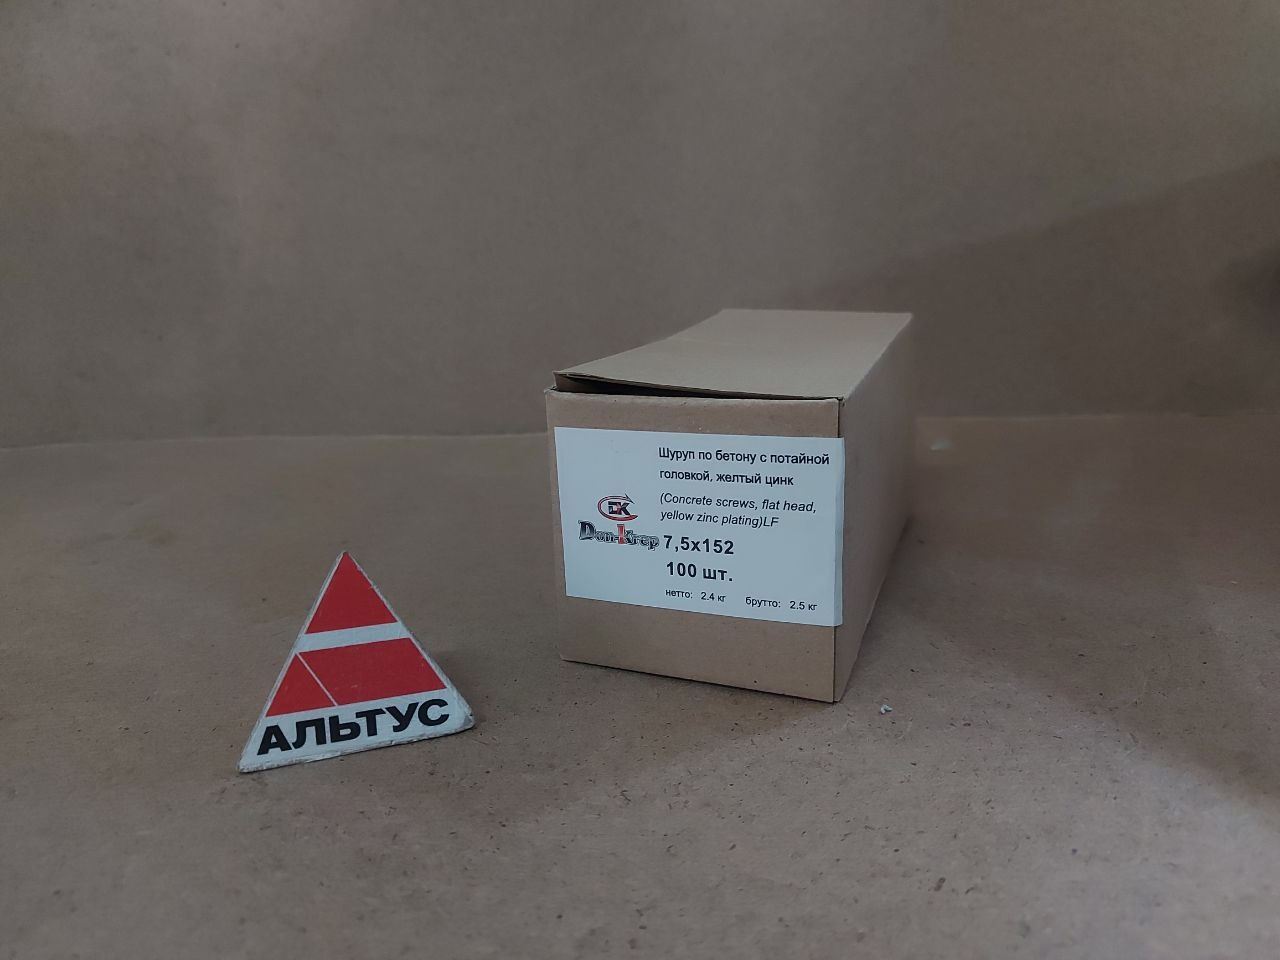 Шуруп по бетону с потайной
головкой, желтый цинк
(Concrete screws, flat head,
yellow zinc plating)LF
DK
Don-Krep
7,5x152
100 шт.
нетто: 2.4 кг брутто: 2.5 кг
АЛЬТУС